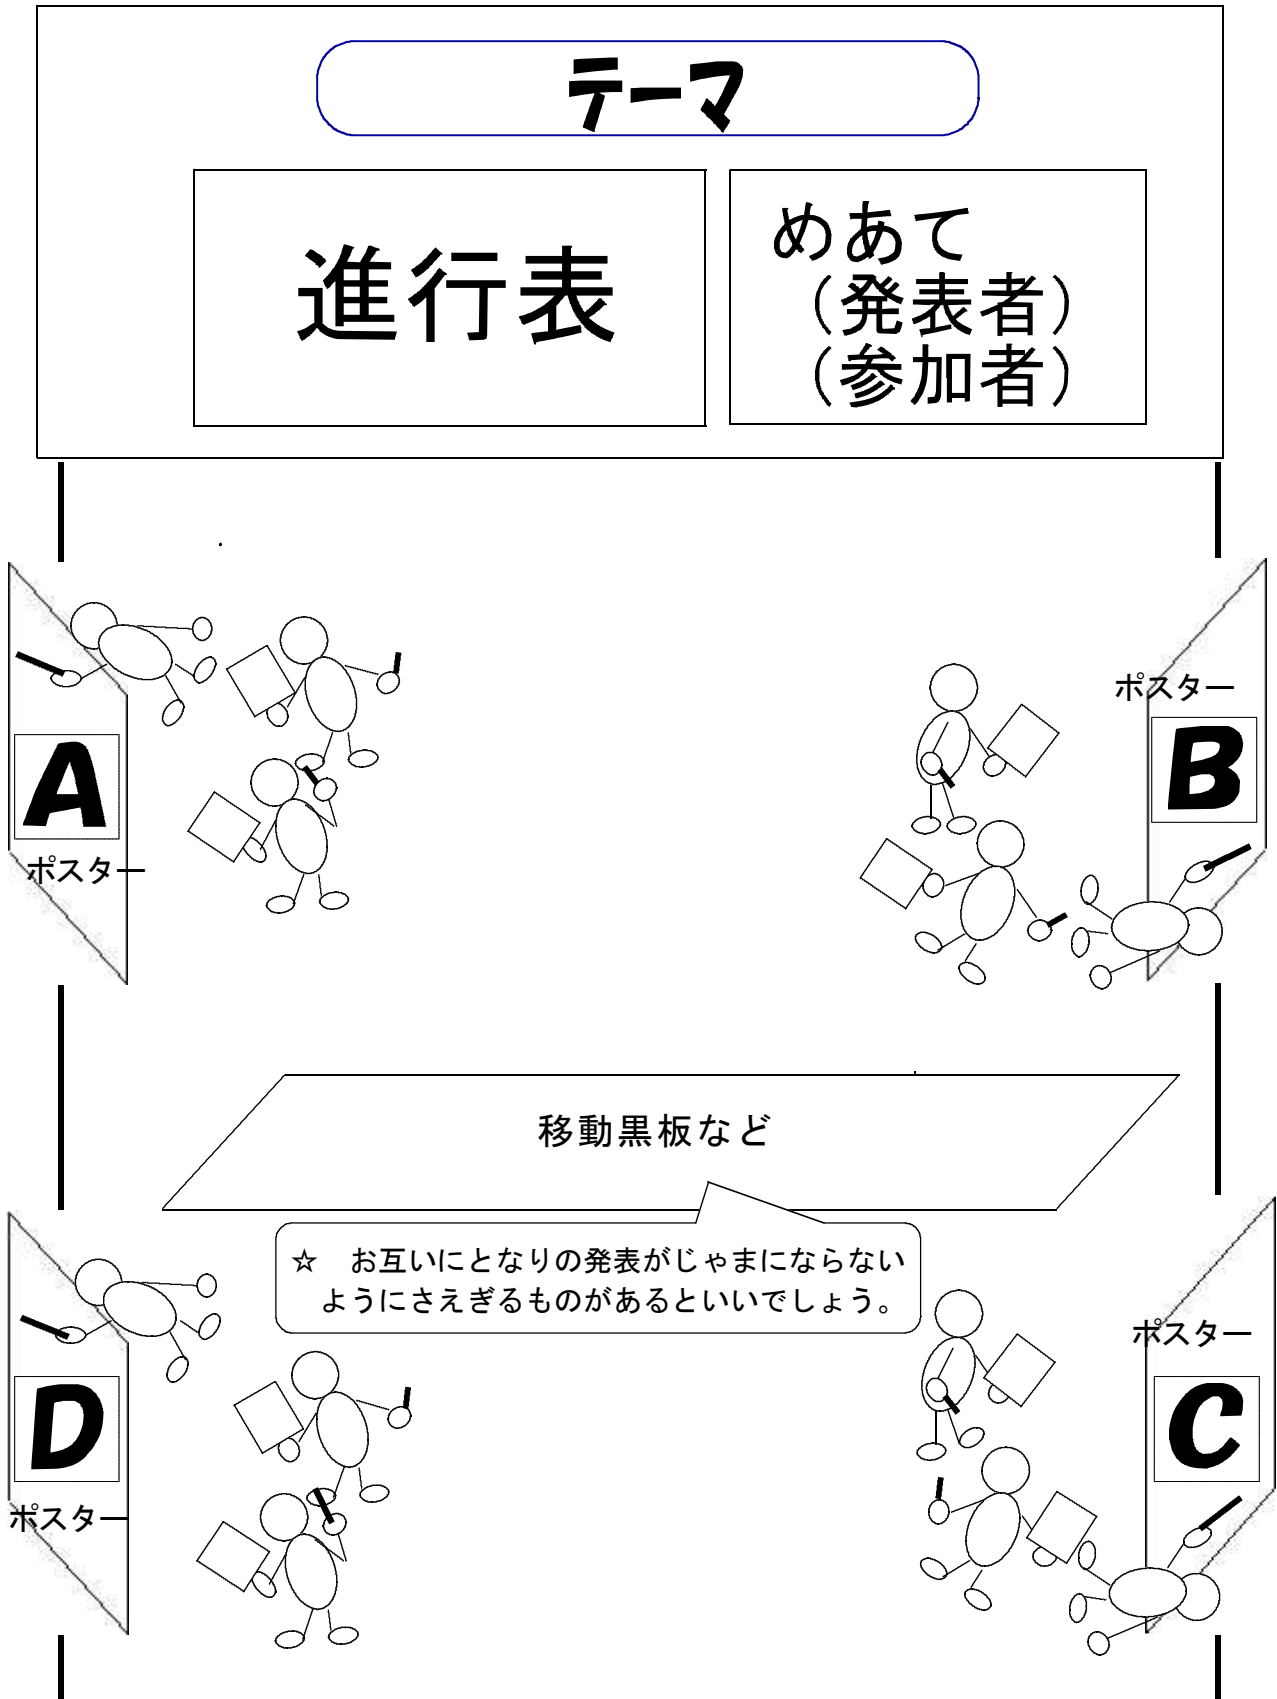 テーマ
進行表
めあて
（発表者）
（参加者）
A
ポスター
ポスター
B
移動黒板など
☆　お互いにとなりの発表がじゃまにならない
ようにさえぎるものがあるといいでしょう。
D
ポスター
ポスター
C